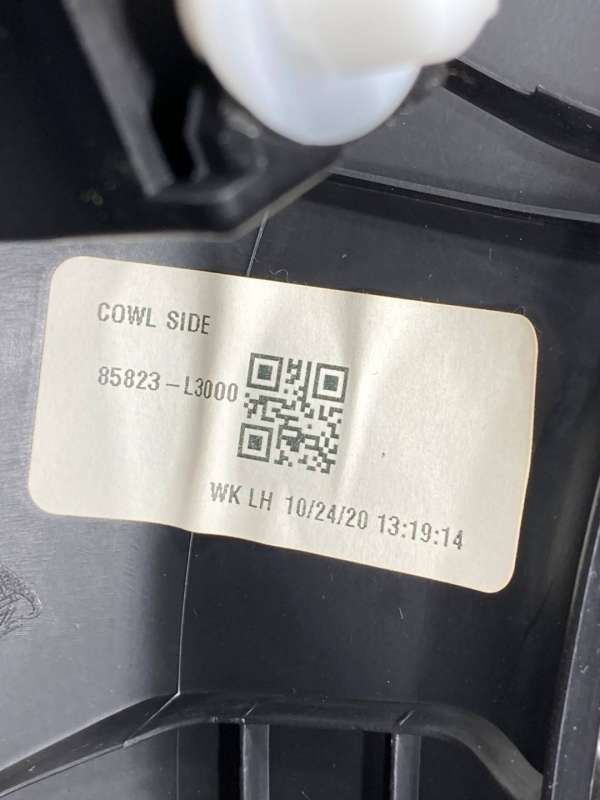 COWL SIDE
85823-L3000
WK LH 10/24/20 13:19:14